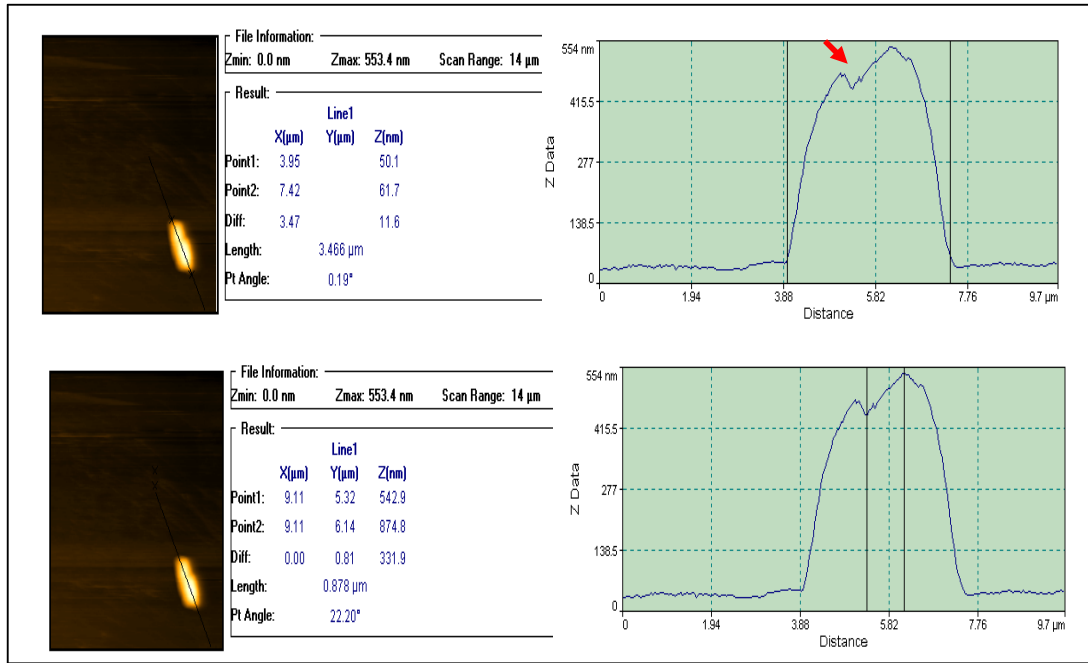 File Information:
Zmin: 0.0 nm Zmax: 553.4 nm Scan Range: 14 µm
Result:
Line1
X(µm) Y(µm) Z(nm)
Point1: 3.95 50.1
Point2: 7.42 61.7
Diff: 3.47 11.6
Length: 3.466 µm
Pt Angle: 0.19°
554 nm
415.5
277
138.5
0
Z Data
0 1.94 3.88 5.82 7.76 9.7 µm
Distance
File Information:
Zmin: 0.0 nm Zmax: 553.4 nm Scan Range: 14 µm
Result:
Line1
X(µm) Y(µm) Z(nm)
Point1: 9.11 5.32 542.9
Point2: 9.11 6.14 874.8
Diff: 0.00 0.81 331.9
Length: 0.878 µm
Pt Angle: 22.20°
554 nm
415.5
277
138.5
0
Z Data
0 1.94 3.88 5.82 7.76 9.7 µm
Distance